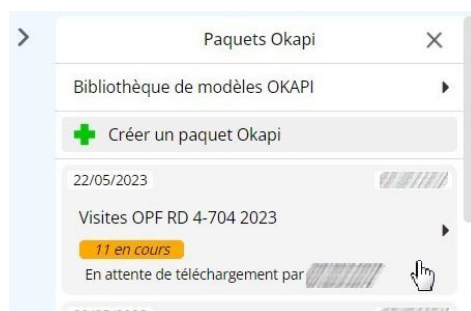 Paquets Okapi
Bibliothèque de modèles OKAPI
Créer un paquet Okapi
22/05/2023
Visites OPF RD 4-704 2023
11 en cours
En attente de téléchargement par